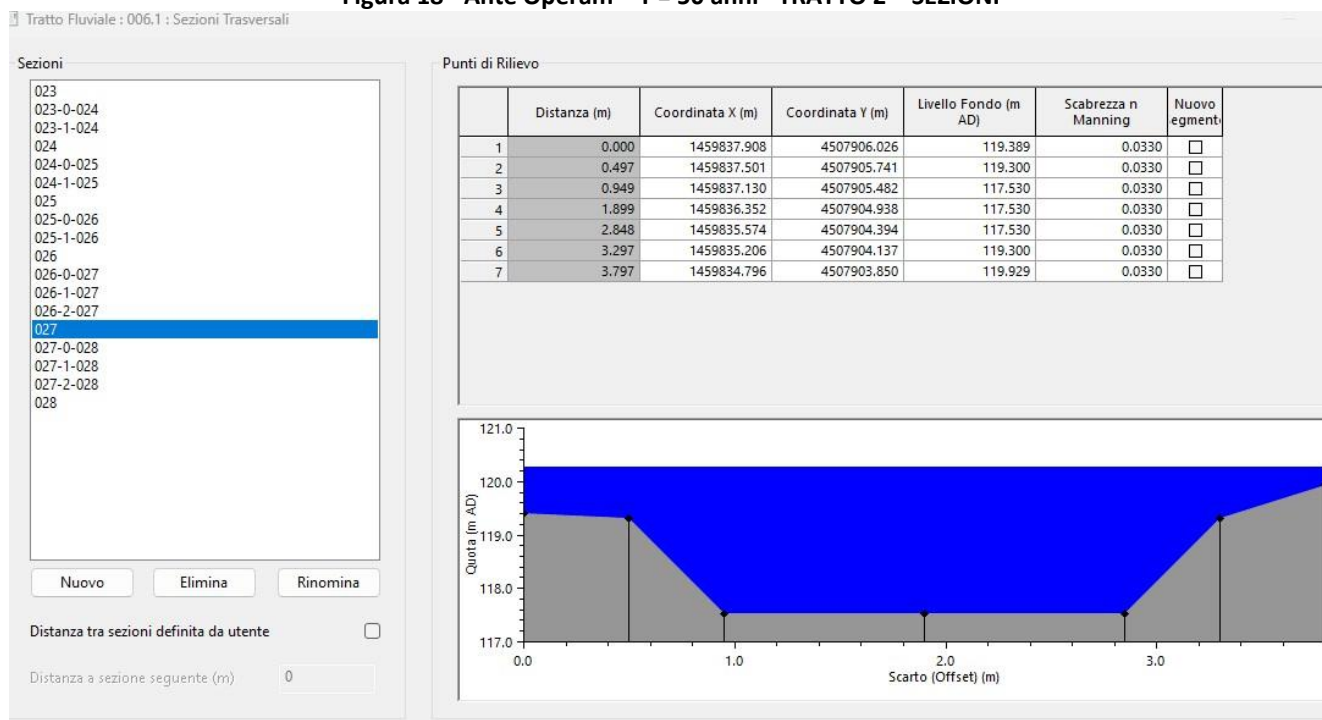 Figura 18 - Ante Operam – T = 50 anni - TRATTO 2 – SEZIONI
Tratto Fluviale : 006.1 : Sezioni Trasversali
Sezioni
023
023-0-024
023-1-024
024
024-0-025
024-1-025
025
025-0-026
025-1-026
026
026-0-027
026-1-027
026-2-027
027
027-0-028
027-1-028
027-2-028
028
Nuovo Elimina Rinomina
Distanza tra sezioni definita da utente
Distanza a sezione seguente (m) 0
Punti di Rilievo
Distanza (m) Coordinata X (m) Coordinata Y (m) Livello Fondo (m AD) Scabrezza n Manning Nuovo egment
1 0.000 1459837.908 4507906.026 119.389 0.0330
2 0.497 1459837.501 4507905.741 119.300 0.0330
3 0.949 1459837.130 4507905.482 117.530 0.0330
4 1.899 1459836.352 4507904.938 117.530 0.0330
5 2.848 1459835.574 4507904.394 117.530 0.0330
6 3.297 1459835.206 4507904.137 119.300 0.0330
7 3.797 1459834.796 4507903.850 119.929 0.0330
Quota (m AD)
121.0
120.0
119.0
118.0
117.0
0.0 1.0 2.0 3.0
Scarto (Offset) (m)